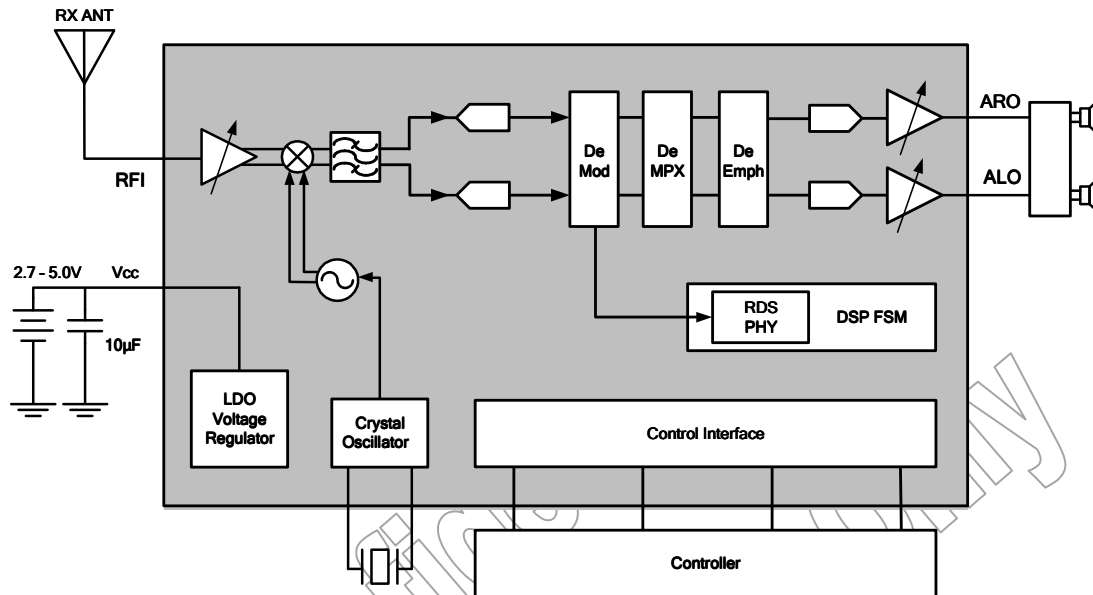 RX ANT
RFI
ARO
ALO
De
Mod
De
MPX
De
Emph
2.7 – 5.0V
Vcc
10µF
RDS
PHY
DSP FSM
LDO
Voltage
Regulator
Crystal
Oscillator
Control Interface
Controller